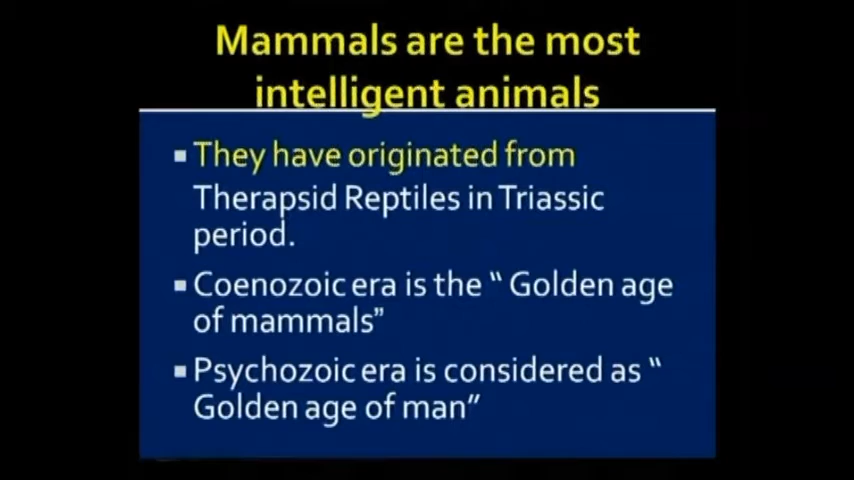 Mammals are the most
intelligent animals
▪ They have originated from
Therapsid Reptiles in Triassic
period.
▪ Coenozoic era is the “ Golden age
of mammals”
▪ Psychozoic era is considered as “
Golden age of man”